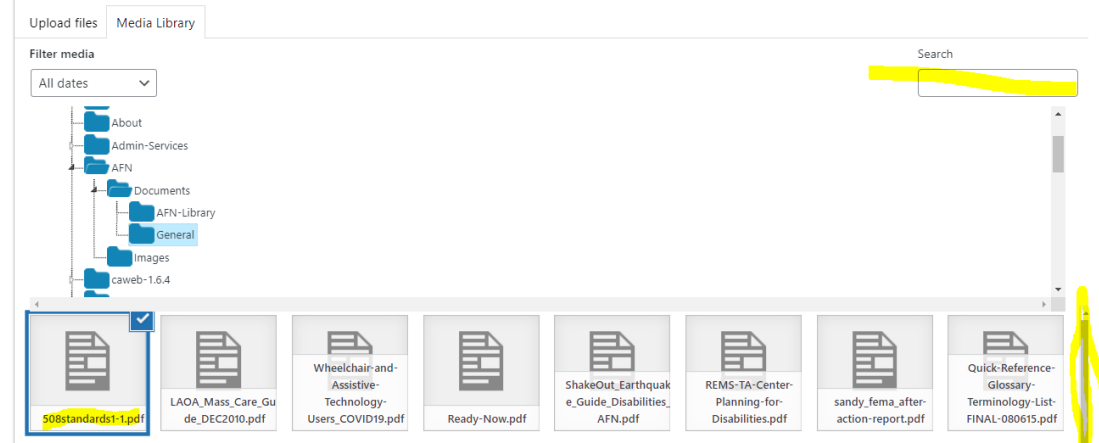 Upload files Media Library
Filter media Search
All dates
About
Admin-Services
AFN
Documents
AFN-Library
General
Images
caweb-1.6.4
508standards1-1.pdf
LAOA_Mass_Care_Gu
de_DEC2010.pdf
Wheelchair-and-
Assistive-
Technology-
Users_COVID19.pdf
Ready-Now.pdf
ShakeOut_Earthquak
e_Guide_Disabilities_
AFN.pdf
REMS-TA-Center-
Planning-for-
Disabilities.pdf
sandy_fema_after-
action-report.pdf
Quick-Reference-
Glossary-
Terminology-List-
FINAL-080615.pdf